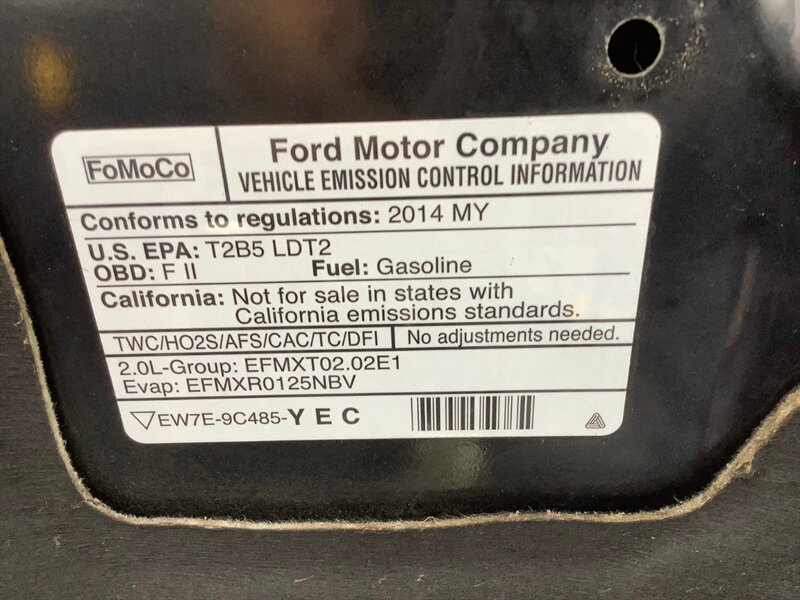 FoMoCo
Ford Motor Company
VEHICLE EMISSION CONTROL INFORMATION
Conforms to regulations: 2014 MY
U.S. EPA: T2B5 LDT2
OBD: F II Fuel: Gasoline
California: Not for sale in states with
California emissions standards.
TWC/HO2S/AFS/CAC/TC/DFI No adjustments needed.
2.0L-Group: EFMXT02.02E1
Evap: EFMXR0125NBV
EW7E-9C485-Y E C